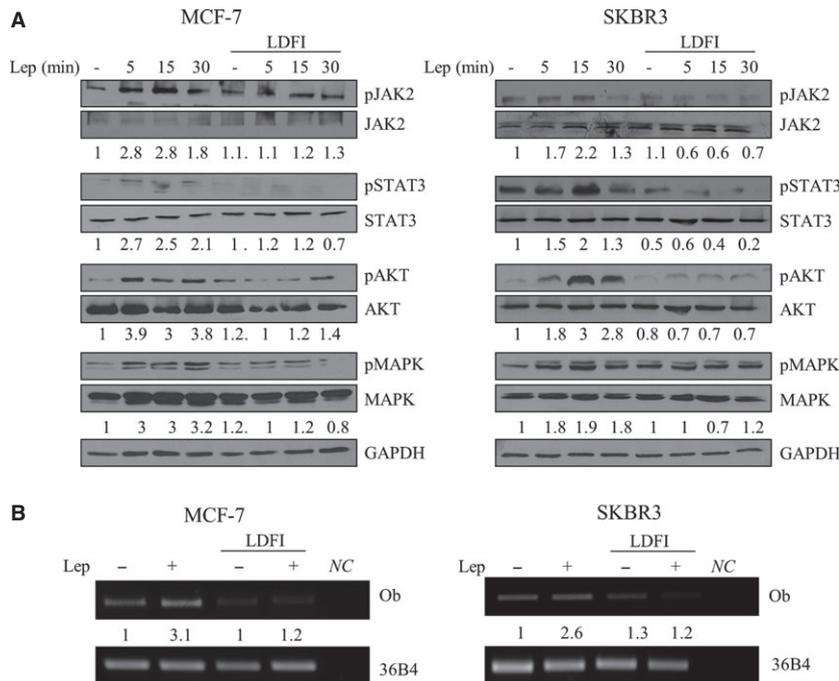 A
MCF-7
LDFI
Lep (min) - 5 15 30 - 5 15 30
pJAK2
JAK2
1 2.8 2.8 1.8 1.1. 1.1 1.2 1.3
pSTAT3
STAT3
1 2.7 2.5 2.1 1 . 1.2 1.2 0.7
pAKT
AKT
1 3.9 3 3.8 1.2. 1 1.2 1.4
pMAPK
MAPK
1 3 3 3.2 1.2. 1 1.2 0.8
GAPDH
SKBR3
LDFI
Lep (min) - 5 15 30 - 5 15 30
pJAK2
JAK2
1 1.7 2.2 1.3 1.1 0.6 0.6 0.7
pSTAT3
STAT3
1 1.5 2 1.3 0.5 0.6 0.4 0.2
pAKT
AKT
1 1.8 3 2.8 0.8 0.7 0.7 0.7
pMAPK
MAPK
1 1.8 1.9 1.8 1 1 0.7 1.2
GAPDH
B
MCF-7
LDFI
Lep – + – + NC
Ob
1 3.1 1 1.2
36B4
SKBR3
LDFI
Lep – + – + NC
Ob
1 2.6 1.3 1.2
36B4